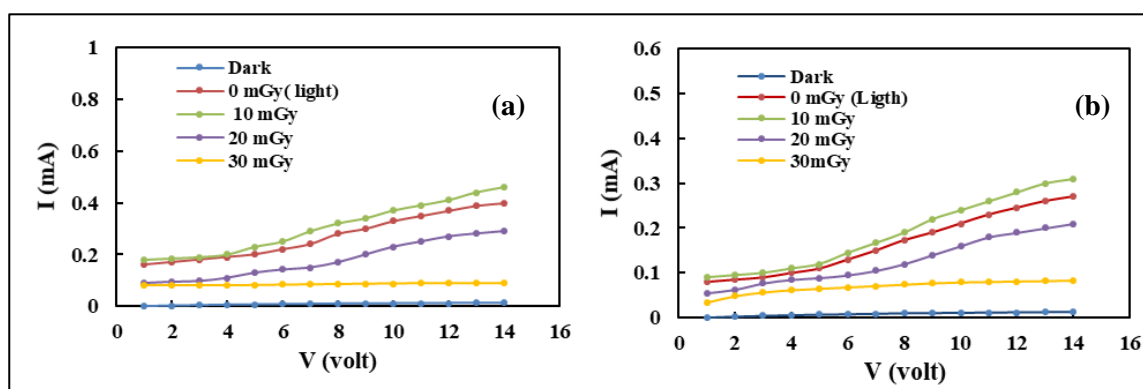 1
0.8
0.6
0.4
0.2
0
I (mA)
Dark
0 mGy( light)
10 mGy
20 mGy
30 mGy
(a)
0 2 4 6 8 10 12 14 16
V (volt)
0.6
0.5
0.4
0.3
0.2
0.1
0
I (mA)
Dark
0 mGy (Ligth)
10 mGy
20 mGy
30mGy
(b)
0 2 4 6 8 10 12 14 16
V (volt)